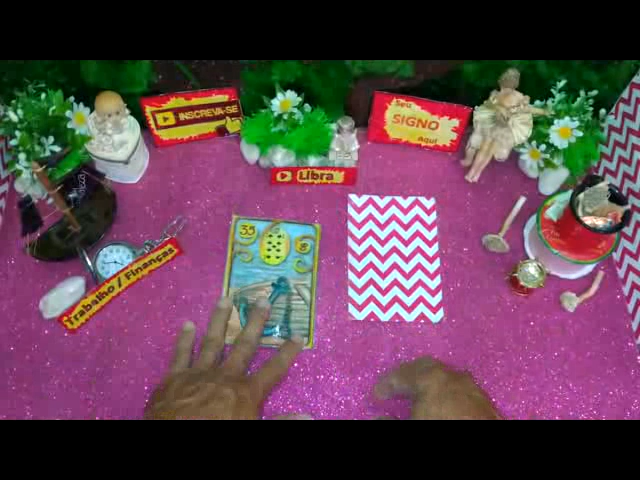 INSCREVA-SE
Seu
SIGNO
aqui
Libra
Trabalho / Finanças
35